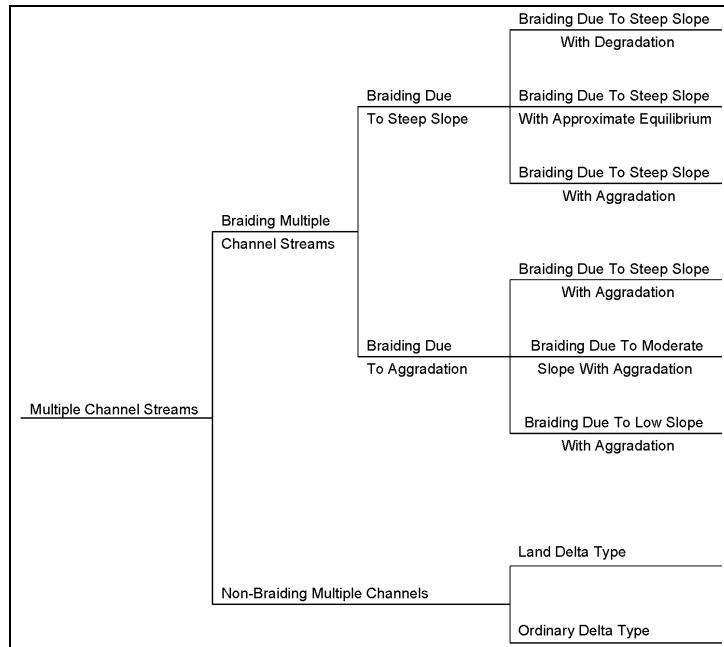 Braiding Due To Steep Slope
With Degradation
Braiding Due
To Steep Slope
Braiding Due To Steep Slope
With Approximate Equilibrium
Braiding Due To Steep Slope
With Aggradation
Braiding Multiple
Channel Streams
Braiding Due To Steep Slope
With Aggradation
Braiding Due
To Aggradation
Braiding Due To Moderate
Slope With Aggradation
Multiple Channel Streams
Braiding Due To Low Slope
With Aggradation
Land Delta Type
Non-Braiding Multiple Channels
Ordinary Delta Type